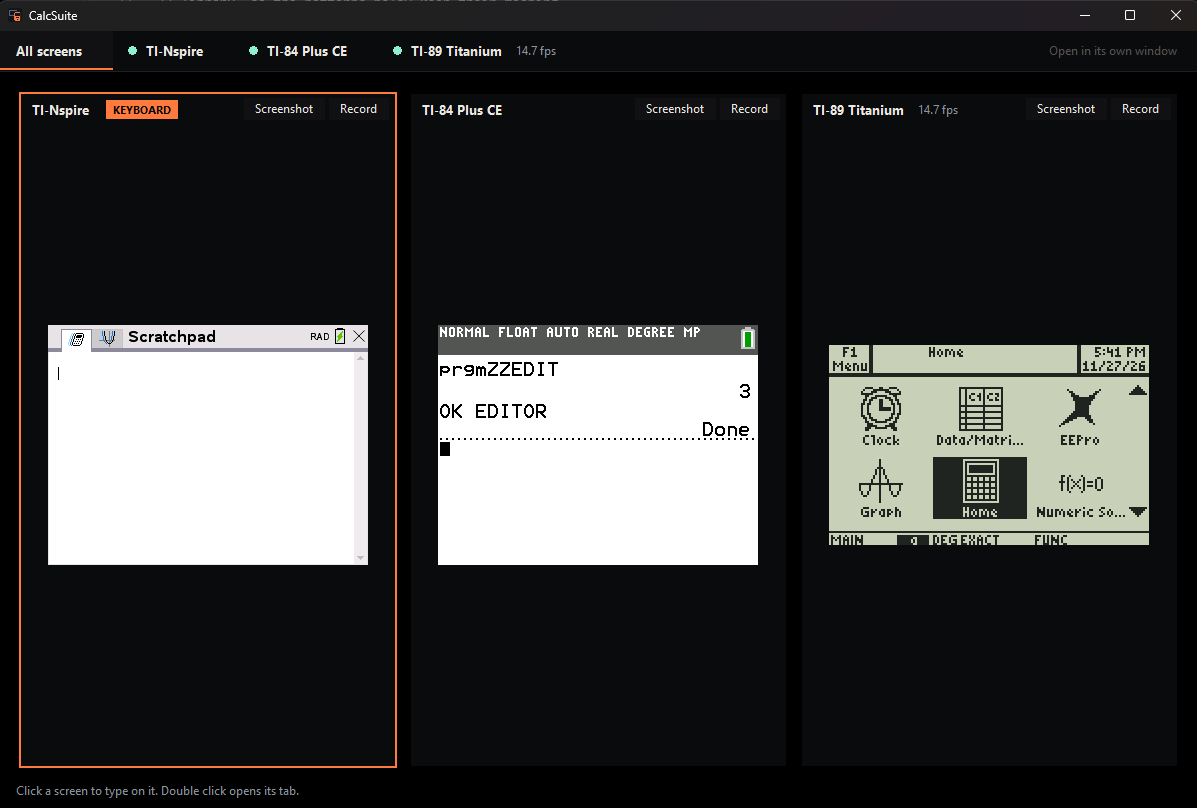 CalcSuite
All screens
TI-Nspire
TI-84 Plus CE
TI-89 Titanium 14.7 fps
Open in its own window
TI-Nspire KEYBOARD Screenshot Record
TI-84 Plus CE Screenshot Record
TI-89 Titanium 14.7 fps Screenshot Record
Scratchpad RAD
NORMAL FLOAT AUTO REAL DEGREE MP
prgmZZEDIT
3
OK EDITOR
Done
F1 Home 5:41 PM
Menu 11/27/26
C1 C2
Clock Data/Matri... EEPro
f(x)=0
Graph Home Numeric So...
MAIN DEG EXACT FUNC
Click a screen to type on it. Double click opens its tab.